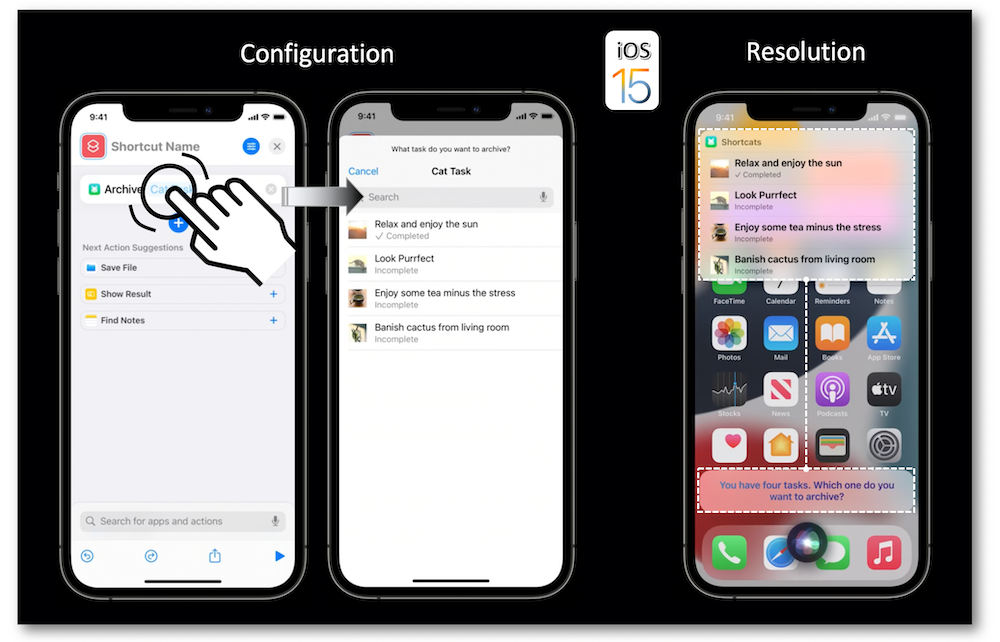 Configuration
iOS
15
Resolution
9:41
Shortcut Name
Archive
Next Action Suggestions
Save File
Show Result
Find Notes
Search for apps and actions
9:41
What task do you want to archive?
Cancel
Cat Task
Search
Relax and enjoy the sun
✓ Completed
Look Purrfect
Incomplete
Enjoy some tea minus the stress
Incomplete
Banish cactus from living room
Incomplete
9:41
Shortcats
Relax and enjoy the sun
✓ Completed
Look Purrfect
Incomplete
Enjoy some tea minus the stress
Incomplete
Banish cactus from living room
Incomplete
FaceTime
Calendar
Reminders
Notes
Photos
Mail
Books
App Store
Stocks
News
Podcasts
tv
TV
You have four tasks. Which one do you
want to archive?